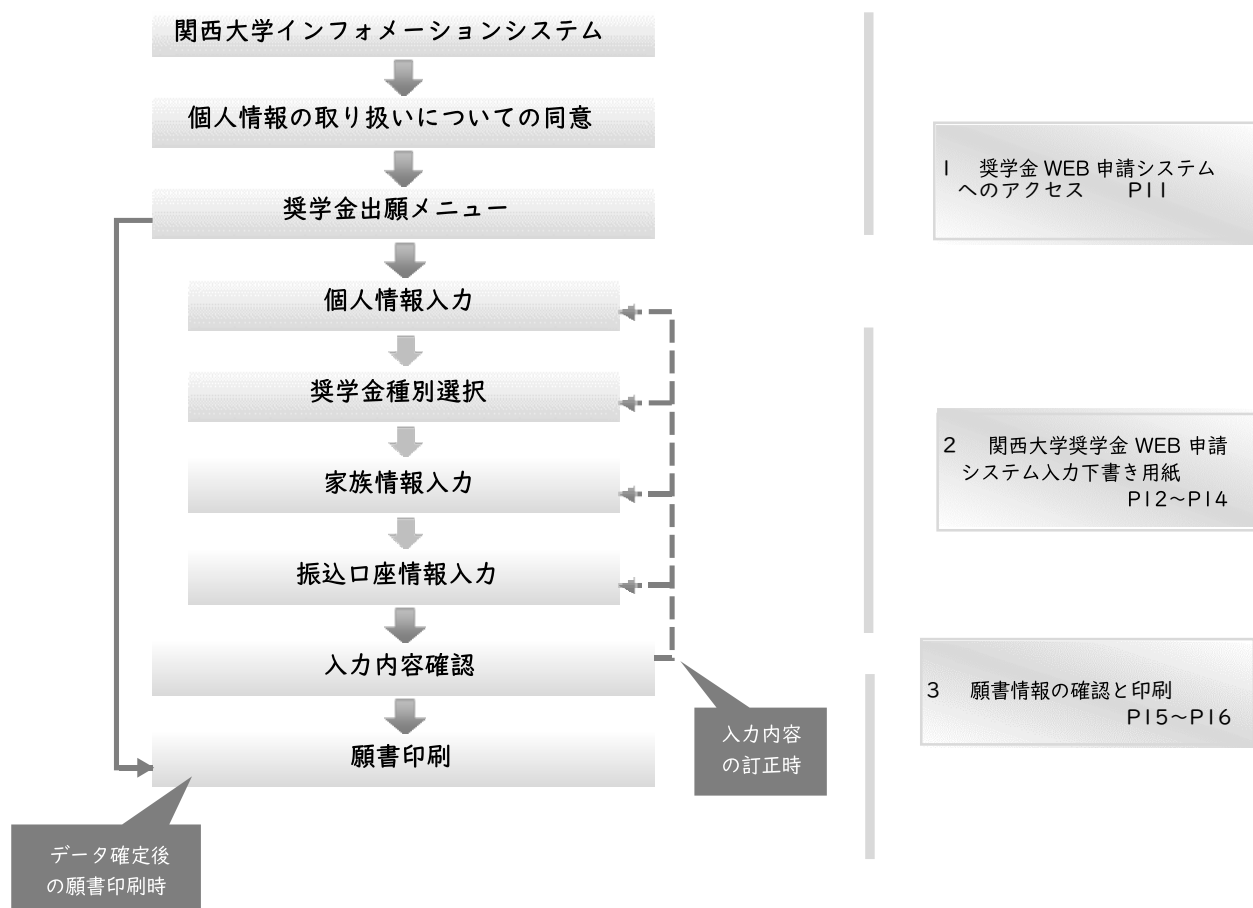 関西大学インフォメーションシステム
個人情報の取り扱いについての同意
奨学金出願メニュー
個人情報入力
奨学金種別選択
家族情報入力
振込口座情報入力
入力内容確認
願書印刷
入力内容
の訂正時
データ確定後
の願書印刷時
1 奨学金 WEB 申請システム
へのアクセス P11
2 関西大学奨学金 WEB 申請
システム入力下書き用紙
P12~P14
3 願書情報の確認と印刷
P15~P16